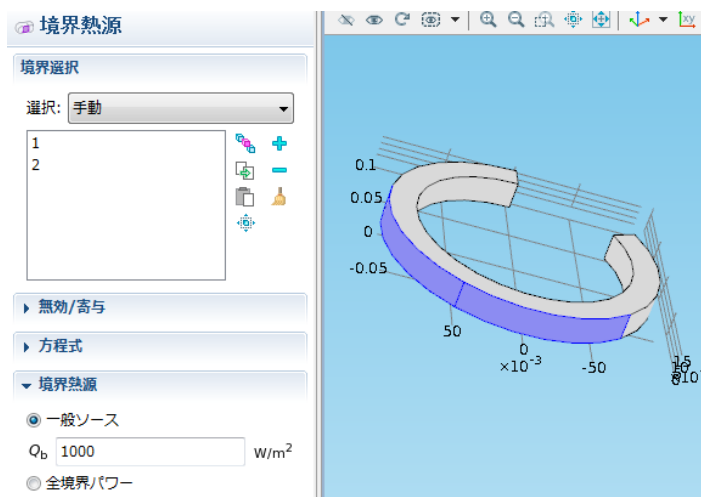 境界熱源
境界選択
選択: 手動
1
2
無効/寄与
方程式
境界熱源
一般ソース
Qb 1000 W/m²
全境界パワー
xy
0.1
0.05
0
-0.05
50
0
×10⁻³
-50
15